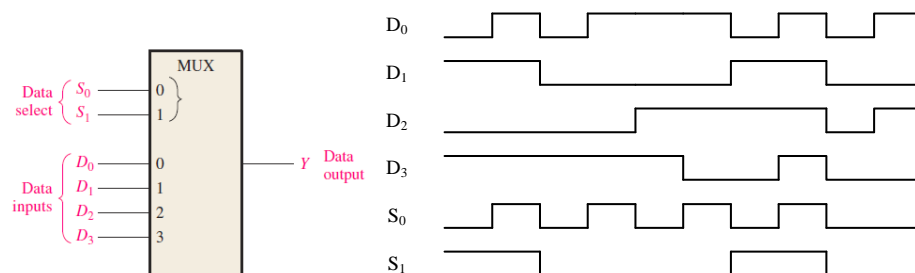 MUX
Data
select
S₀
S₁
0
1
Data
inputs
D₀
D₁
D₂
D₃
0
1
2
3
Y
Data
output
D₀
D₁
D₂
D₃
S₀
S₁